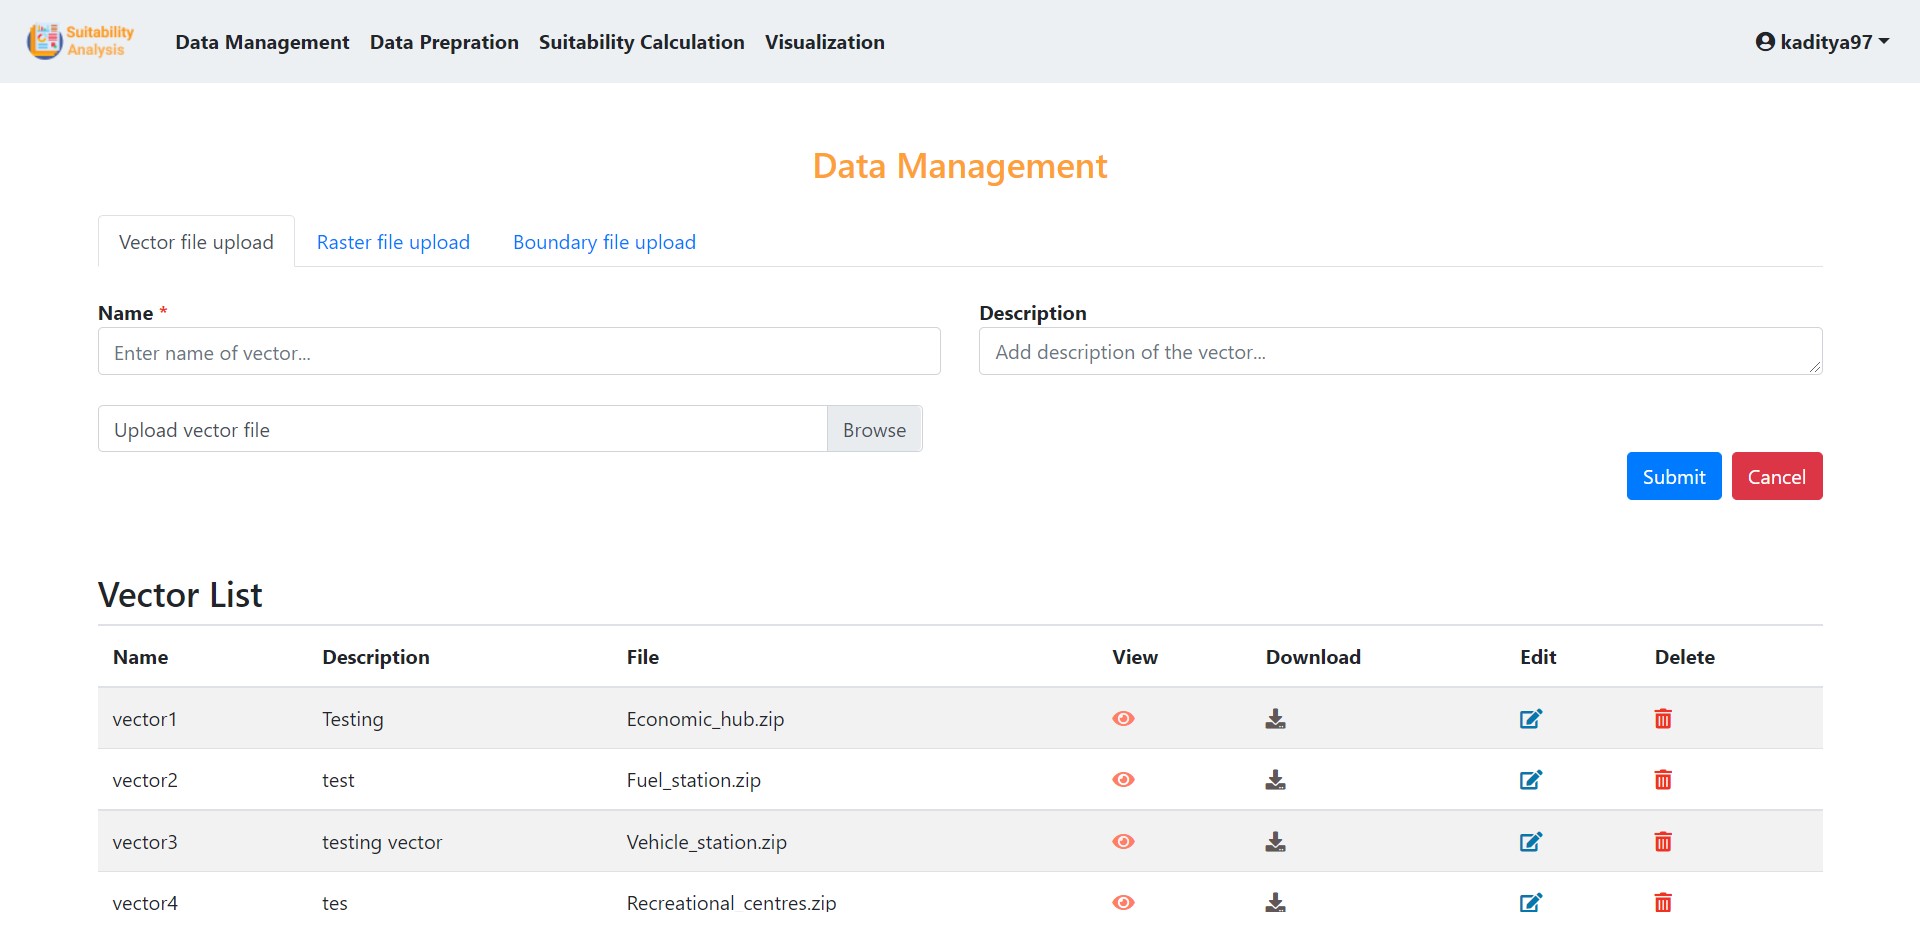 Suitability
Analysis
Data Management Data Prepration Suitability Calculation Visualization kaditya97
Data Management
Vector file upload Raster file upload Boundary file upload
Name * Description
Enter name of vector... Add description of the vector...
Upload vector file Browse
Submit Cancel
Vector List
Name Description File View Download Edit Delete
vector1 Testing Economic_hub.zip
vector2 test Fuel_station.zip
vector3 testing vector Vehicle_station.zip
vector4 tes Recreational_centres.zip